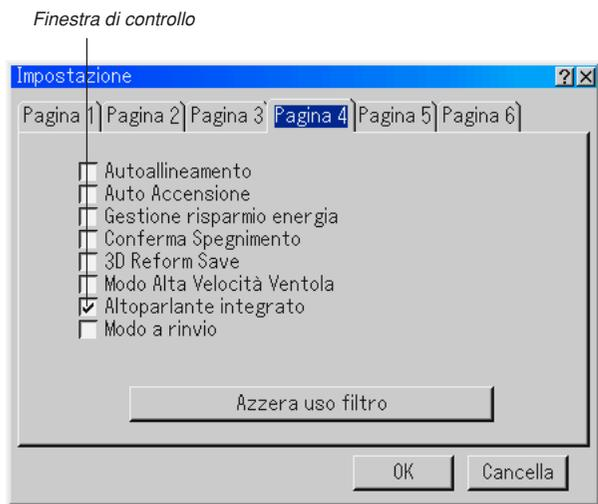 Finestra di controllo
Impostazione
Pagina 1 Pagina 2 Pagina 3 Pagina 4 Pagina 5 Pagina 6
Autoallineamento
Auto Accensione
Gestione risparmio energia
Conferma Spegnimento
3D Reform Save
Modo Alta Velocità Ventola
Altoparlante integrato
Modo a rinvio
Azzera uso filtro
OK Cancella